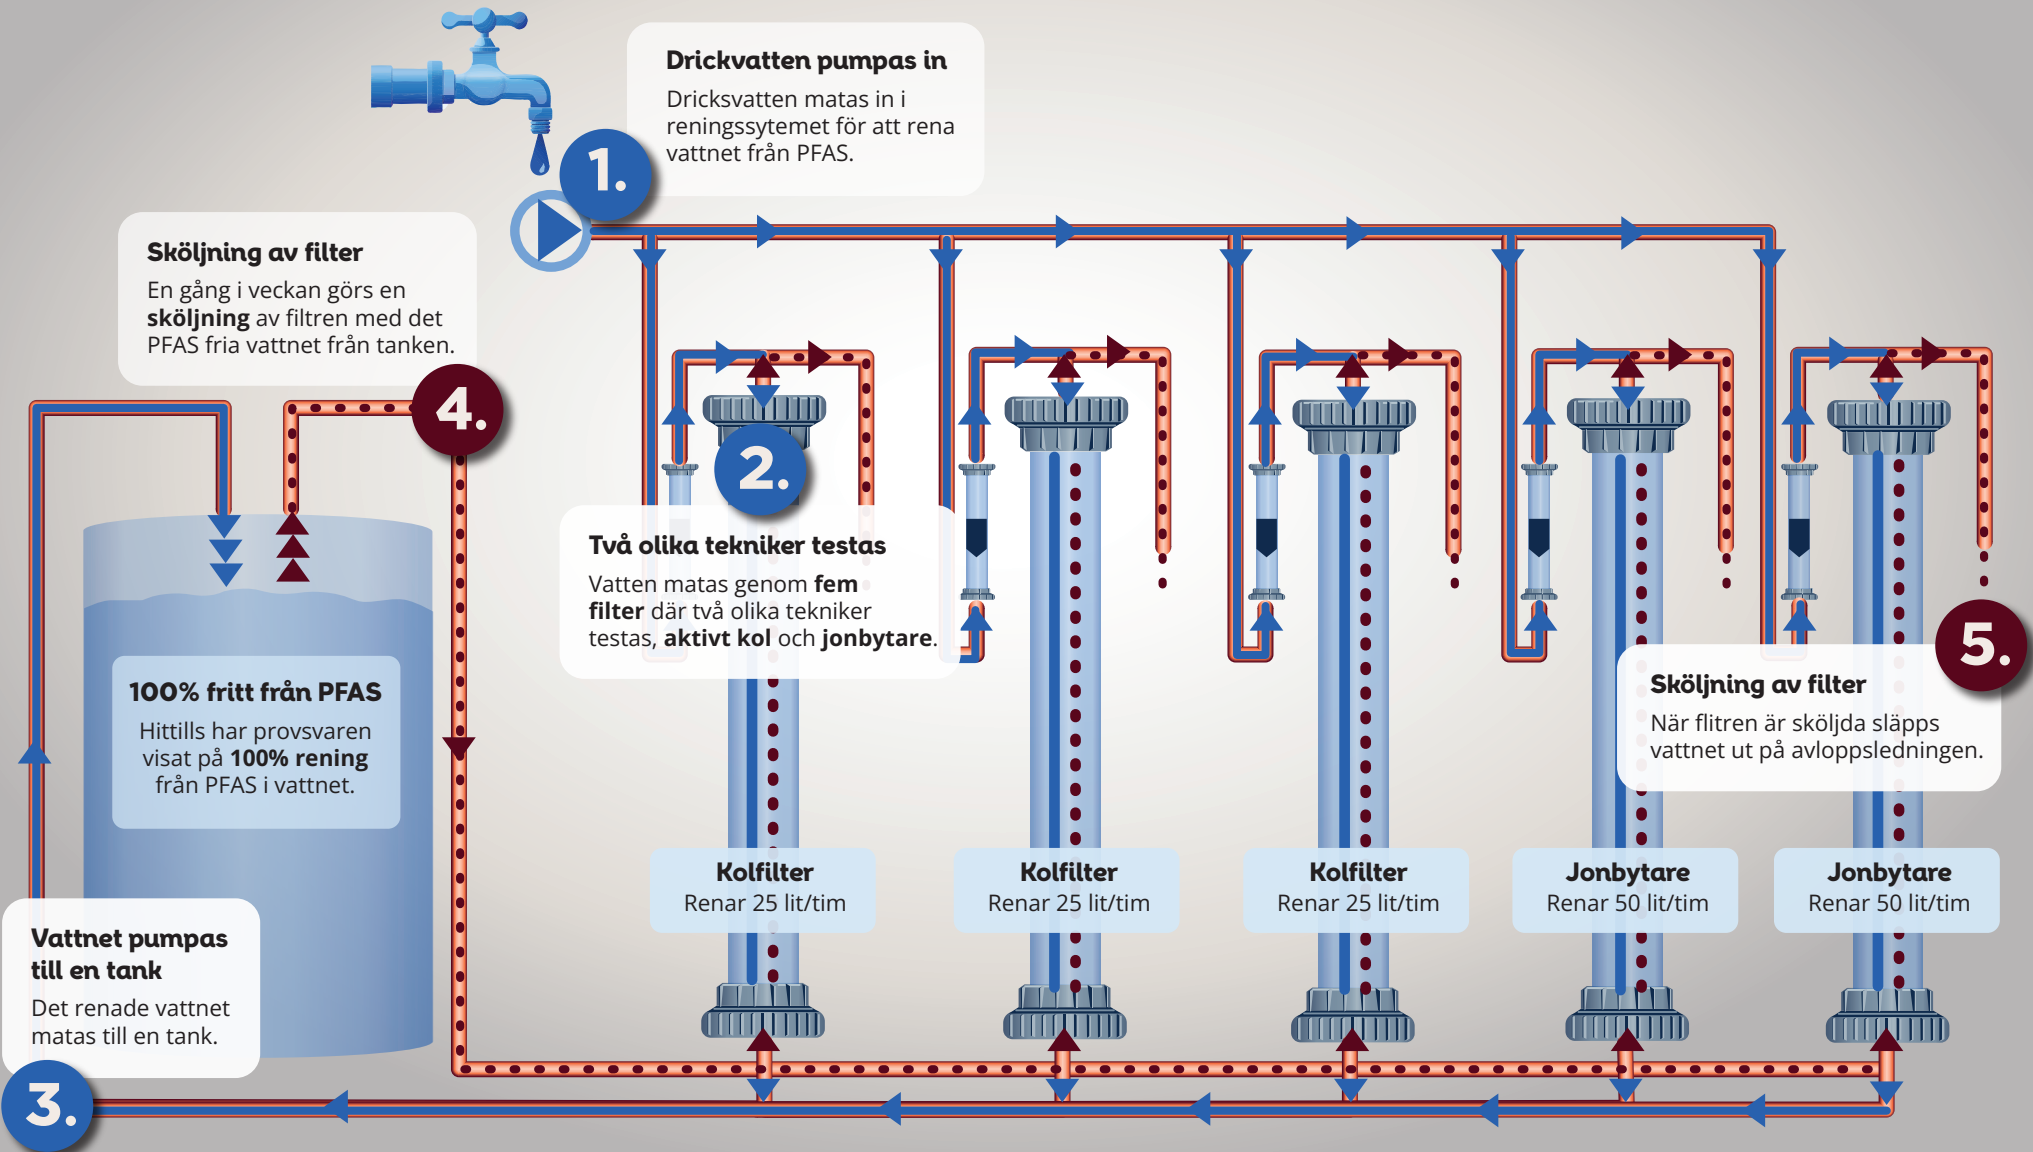 1.
Drickvatten pumpas in
Dricksvatten matas in i
reningssytemet för att rena
vattnet från PFAS.
2.
Två olika tekniker testas
Vatten matas genom fem
filter där två olika tekniker
testas, aktivt kol och jonbytare.
Kolfilter
Renar 25 lit/tim
Kolfilter
Renar 25 lit/tim
Kolfilter
Renar 25 lit/tim
Jonbytare
Renar 50 lit/tim
Jonbytare
Renar 50 lit/tim
3.
Vattnet pumpas
till en tank
Det renade vattnet
matas till en tank.
100% fritt från PFAS
Hittills har provsvaren
visat på 100% rening
från PFAS i vattnet.
4.
Sköljning av filter
En gång i veckan görs en
sköljning av filtren med det
PFAS fria vattnet från tanken.
5.
Sköljning av filter
När flitren är sköljda släpps
vattnet ut på avloppsledningen.